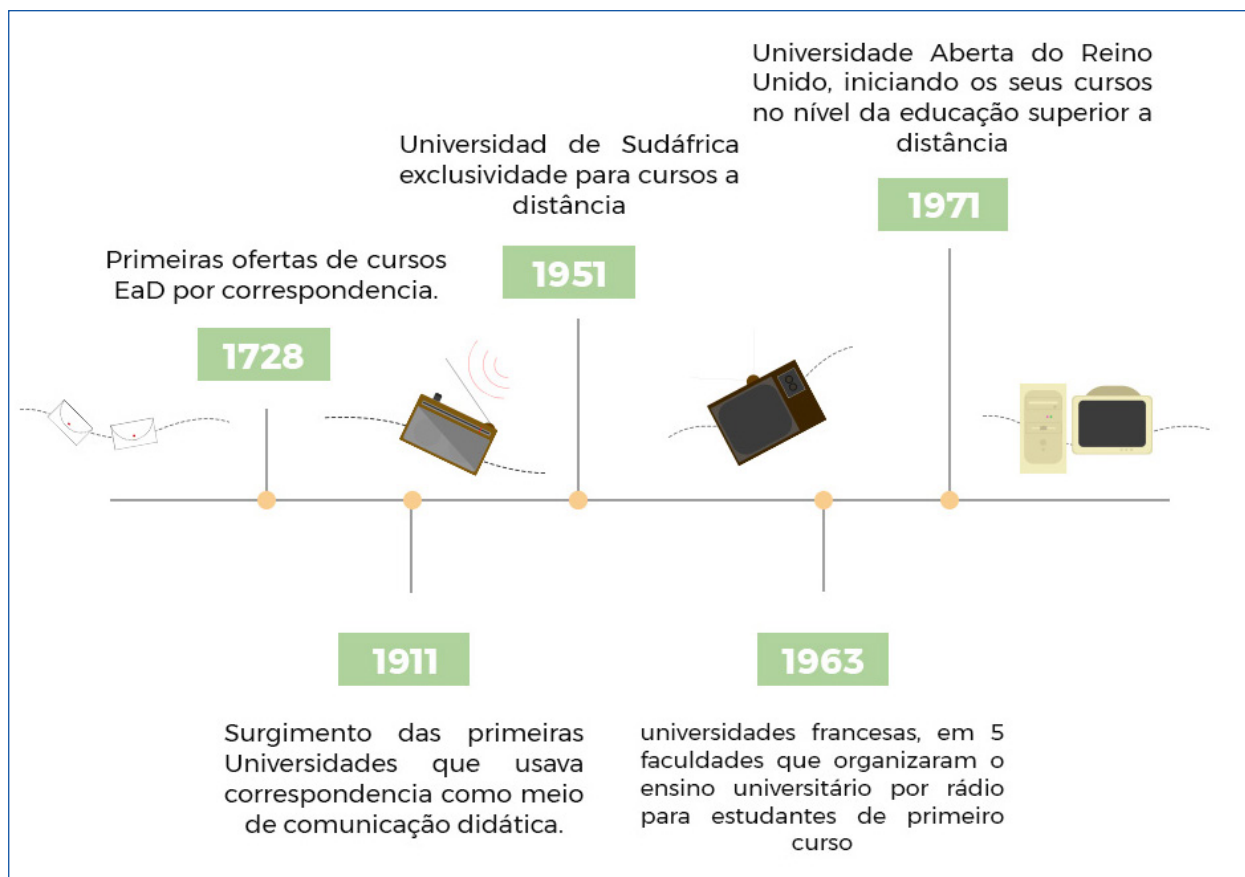 Primeiras ofertas de cursos
EaD por correspondencia.
1728
Surgimento das primeiras
Universidades que usava
correspondencia como meio
de comunicação didática.
1911
Universidad de Sudáfrica
exclusividade para cursos a
distância
1951
universidades francesas, em 5
faculdades que organizaram o
ensino universitário por rádio
para estudantes de primeiro
curso
1963
Universidade Aberta do Reino
Unido, iniciando os seus cursos
no nível da educação superior a
distância
1971